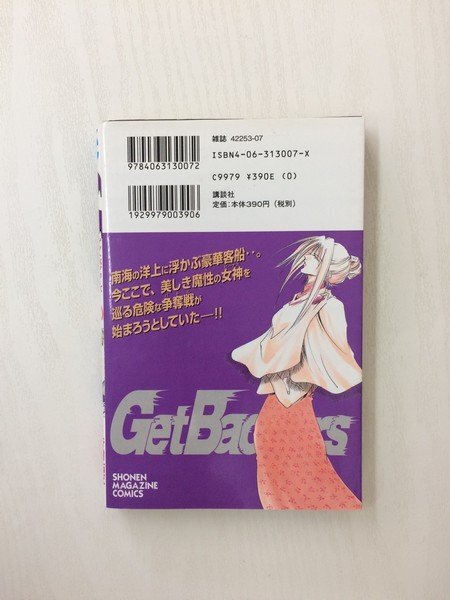 雑誌 42253-07
ISBN4-06-313007-X
C9979 ¥390E (0)
講談社
定価:本体390円(税別)
9784063130072
1929979003906
南海の洋上に浮かぶ豪華客船‥。
今ここで、美しき魔性の女神を
巡る危険な争奪戦が
始まろうとしていた―!!
GetBac rs
SHONEN
MAGAZINE
COMICS